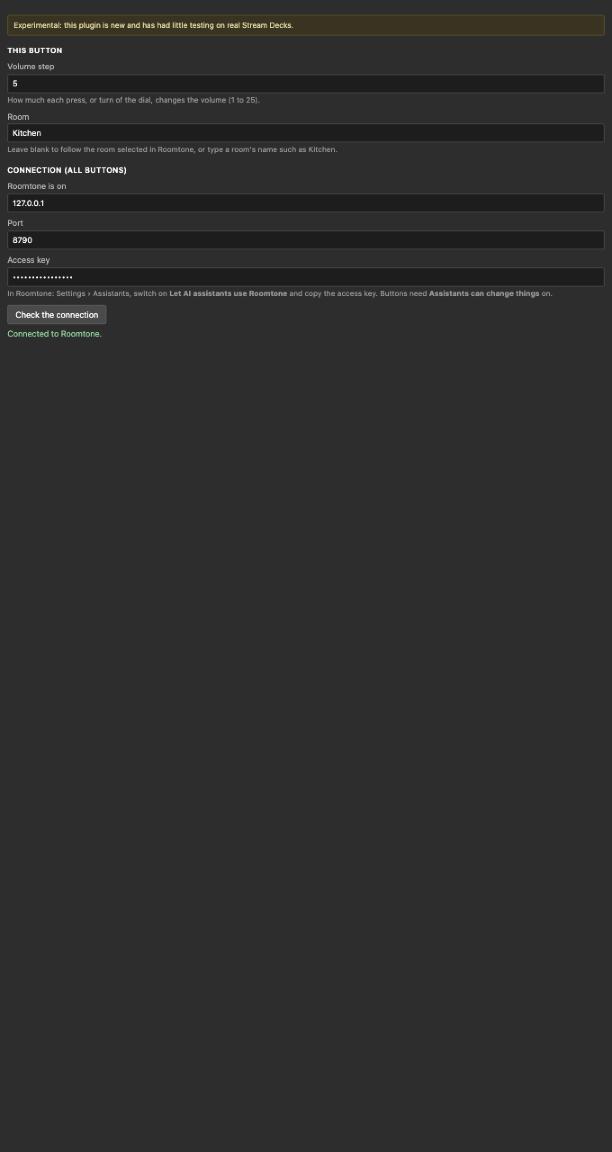 Experimental: this plugin is new and has had little testing on real Stream Decks.
THIS BUTTON
Volume step
5
How much each press, or turn of the dial, changes the volume (1 to 25).
Room
Kitchen
Leave blank to follow the room selected in Roomtone, or type a room's name such as Kitchen.
CONNECTION (ALL BUTTONS)
Roomtone is on
127.0.0.1
Port
8790
Access key
••••••••••••••••
In Roomtone: Settings › Assistants, switch on Let AI assistants use Roomtone and copy the access key. Buttons need Assistants can change things on.
Check the connection
Connected to Roomtone.